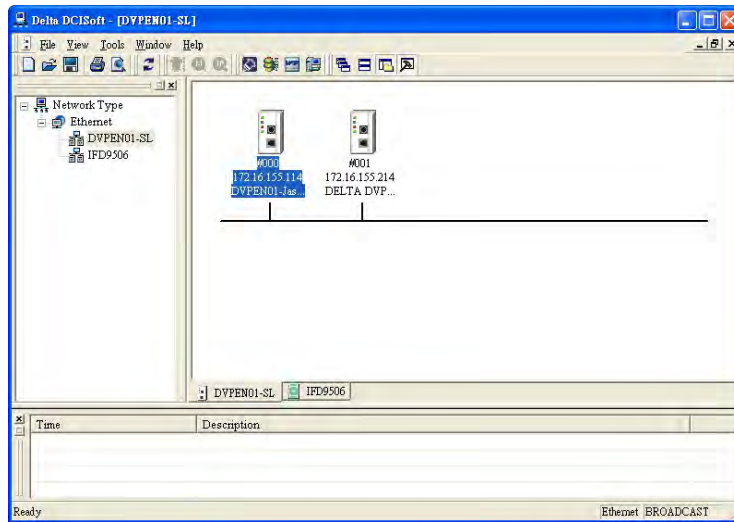 Delta DCISoft - [DVPEN01-SL]
File View Tools Window Help
Network Type
Ethernet
DVPEN01-SL
IFD9506
#000
172.16.155.114
DVPEN01-Jas...
#001
172.16.155.214
DELTA DVP...
DVPEN01-SL IFD9506
Time Description
Ready Ethernet BROADCAST